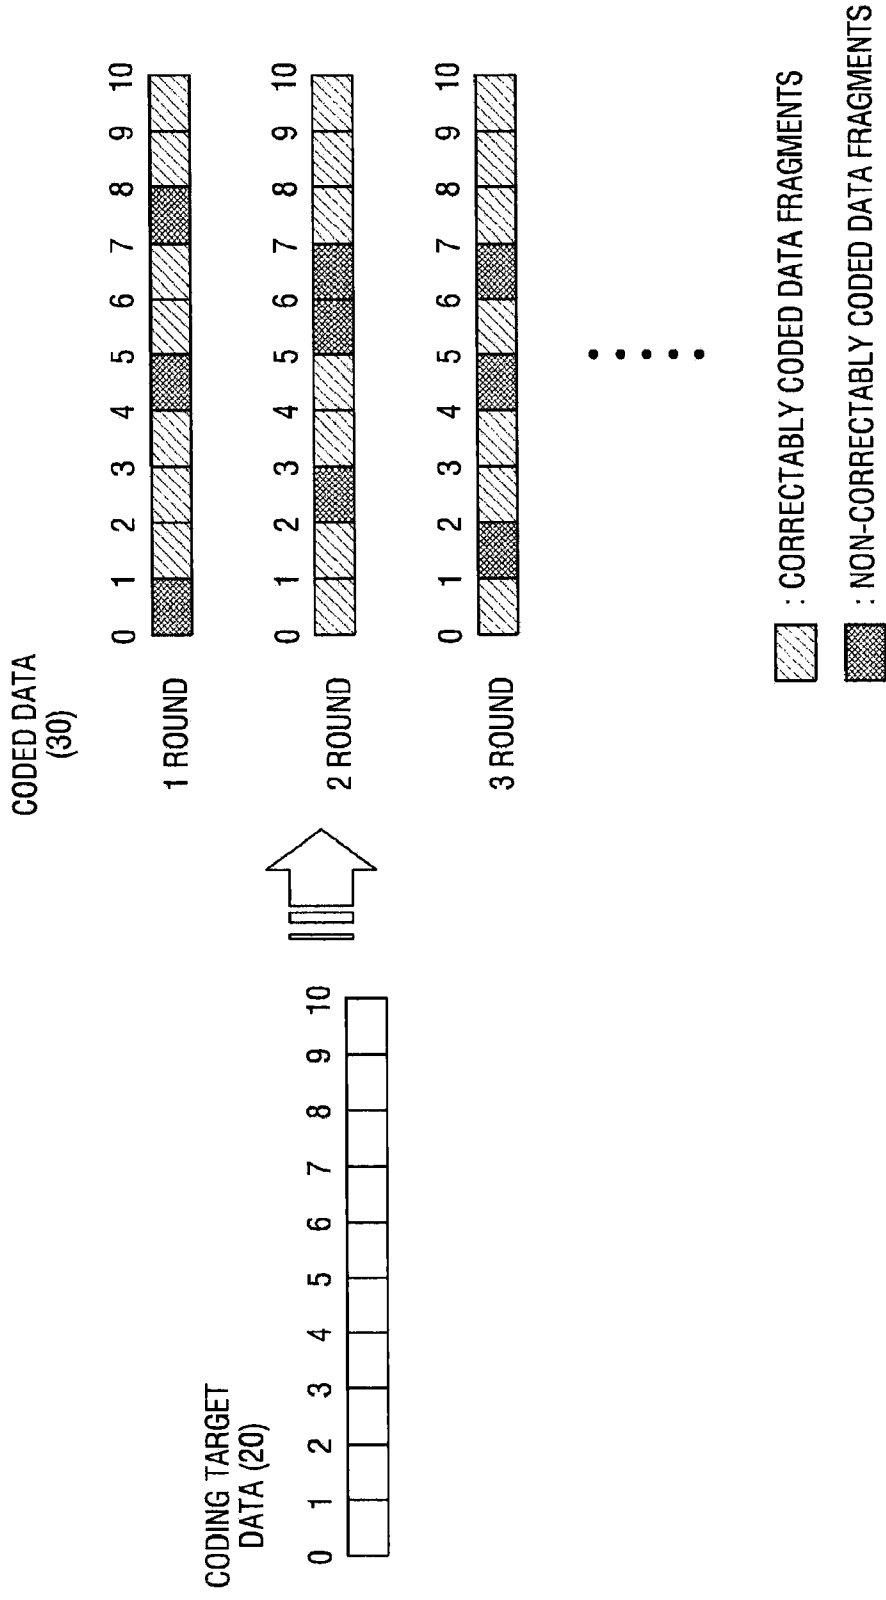 CODING TARGET
DATA (20)
0 1 2 3 4 5 6 7 8 9 10
CODED DATA
(30)
1 ROUND
0 1 2 3 4 5 6 7 8 9 10
2 ROUND
0 1 2 3 4 5 6 7 8 9 10
3 ROUND
0 1 2 3 4 5 6 7 8 9 10
: CORRECTABLY CODED DATA FRAGMENTS
: NON-CORRECTABLY CODED DATA FRAGMENTS